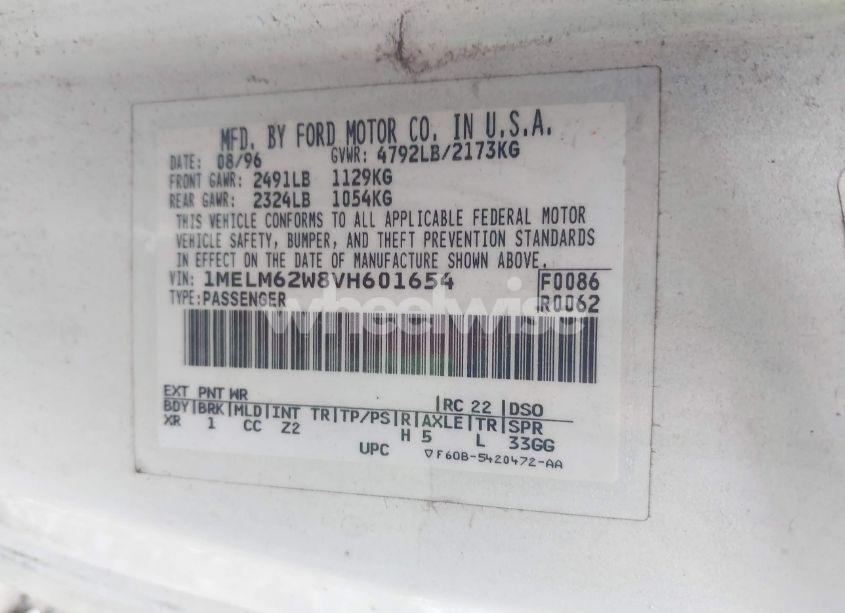 MFD. BY FORD MOTOR CO. IN U.S.A.
DATE: 08/96 GVWR: 4792LB/2173KG
FRONT GAWR: 2491LB 1129KG
REAR GAWR: 2324LB 1054KG
THIS VEHICLE CONFORMS TO ALL APPLICABLE FEDERAL MOTOR
VEHICLE SAFETY, BUMPER, AND THEFT PREVENTION STANDARDS
IN EFFECT ON THE DATE OF MANUFACTURE SHOWN ABOVE.
VIN: 1MELM62W8VH601654 F0086
TYPE: PASSENGER R0062
wheelwise
EXT PNT WR RC 22 DSO
BDY BRK MLD INT TR TP/PS R AXLE TR SPR
XR 1 CC Z2 H 5 L 33GG
UPC ▽F60B-5420472-AA